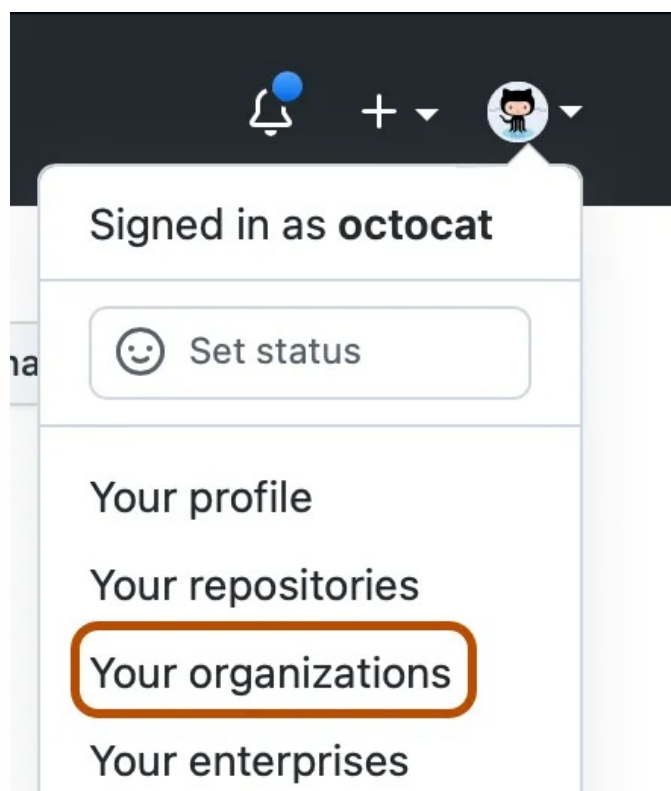 Signed in as octocat
Set status
Your profile
Your repositories
Your organizations
Your enterprises